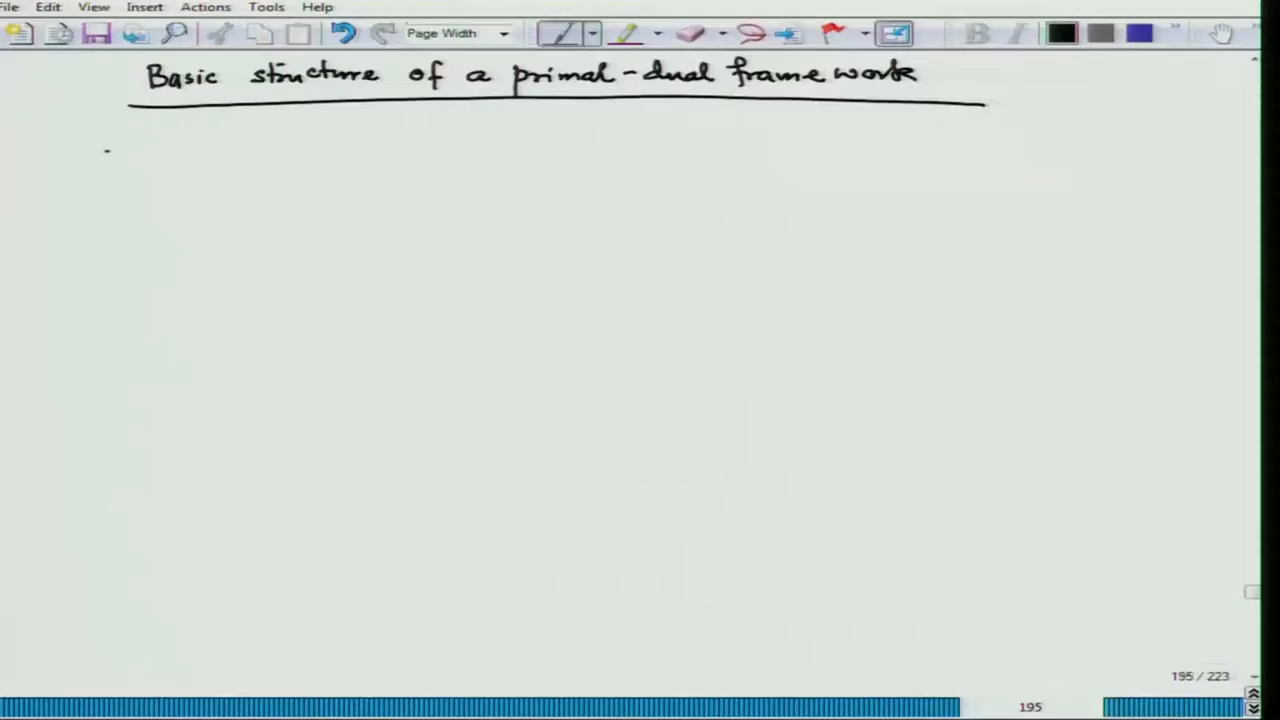 File Edit View Insert Actions Tools Help
Page Width B I
Basic structure of a primal-dual framework
195 / 223
195